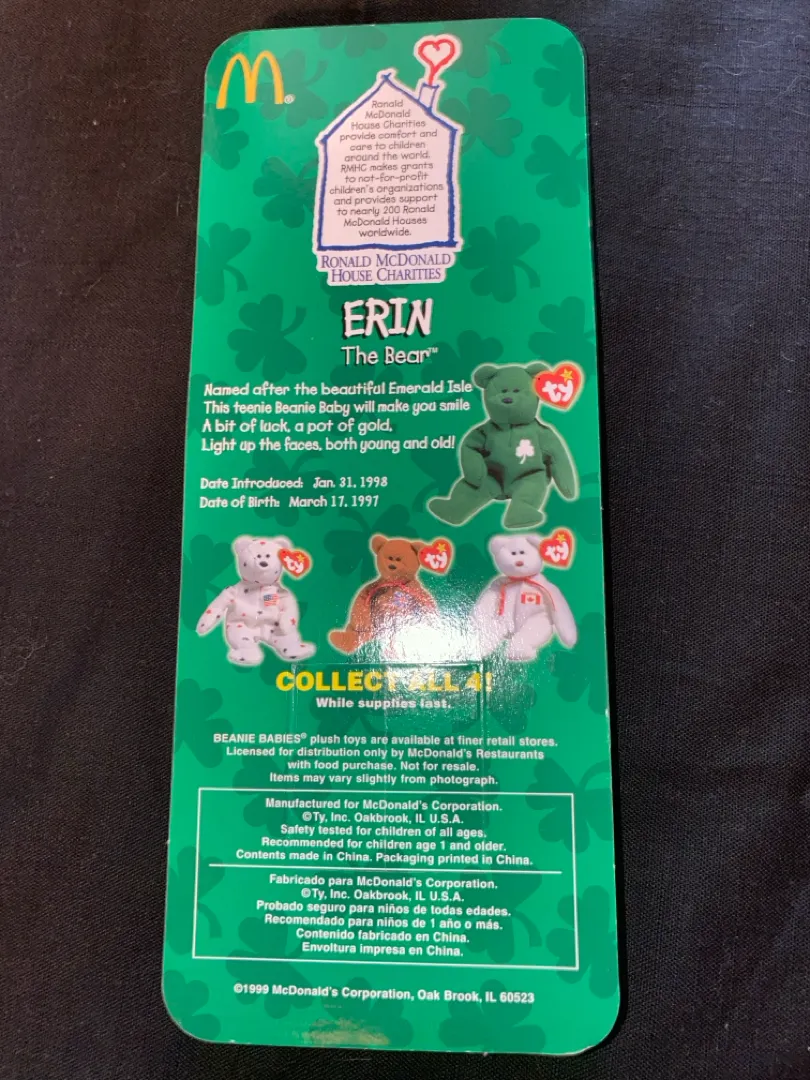 M®
Ronald
McDonald
House Charities
provide comfort and
care to children
around the world.
RMHC makes grants
to not-for-profit
children's organizations
and provides support
to nearly 200 Ronald
McDonald Houses
worldwide.
RONALD MCDONALD
HOUSE CHARITIES
ERIN
The Bear™
Named after the beautiful Emerald Isle
This teenie Beanie Baby will make you smile
A bit of luck, a pot of gold,
Light up the faces, both young and old!
ty
Date Introduced: Jan. 31, 1998
Date of Birth: March 17, 1997
ty
ty
ty
COLLECT ALL 4!
While supplies last.
BEANIE BABIES® plush toys are available at finer retail stores.
Licensed for distribution only by McDonald's Restaurants
with food purchase. Not for resale.
Items may vary slightly from photograph.
Manufactured for McDonald's Corporation.
©Ty, Inc. Oakbrook, IL U.S.A.
Safety tested for children of all ages.
Recommended for children age 1 and older.
Contents made in China. Packaging printed in China.
Fabricado para McDonald's Corporation.
©Ty, Inc. Oakbrook, IL U.S.A.
Probado seguro para niños de todas edades.
Recomendado para niños de 1 año o más.
Contenido fabricado en China.
Envoltura impresa en China.
©1999 McDonald's Corporation, Oak Brook, IL 60523